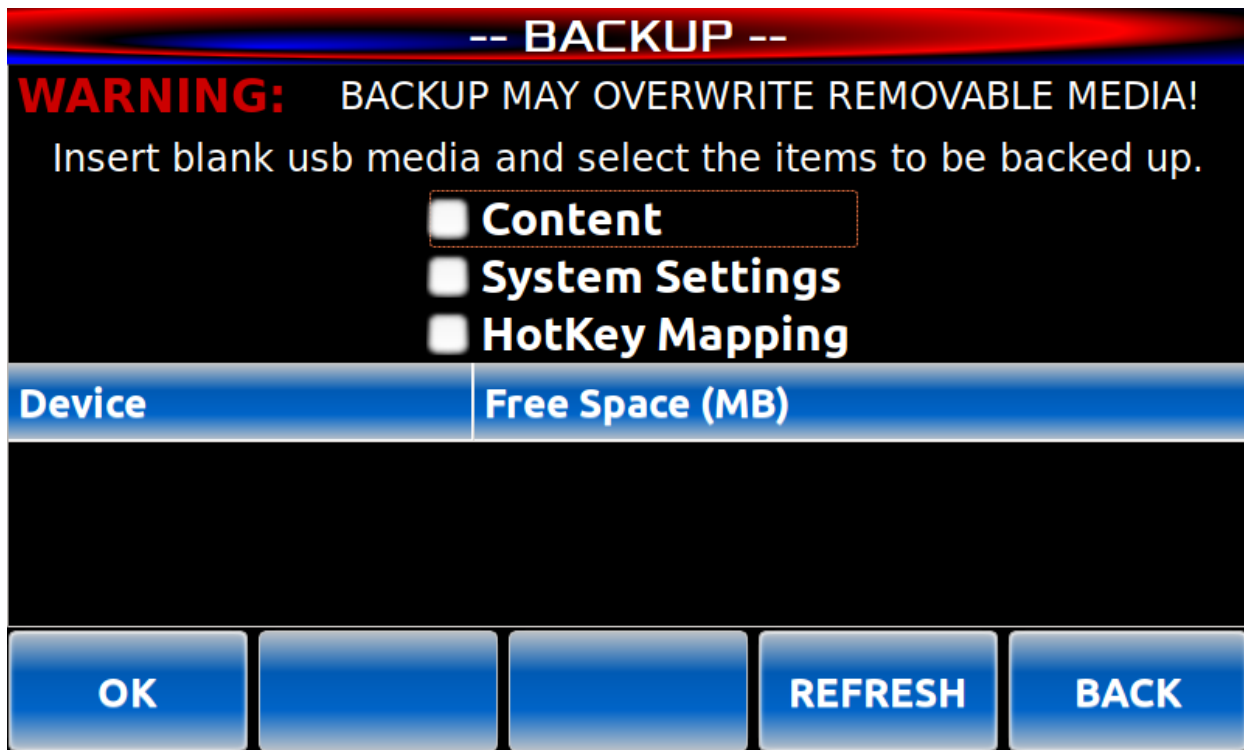 -- BACKUP --
WARNING: BACKUP MAY OVERWRITE REMOVABLE MEDIA!
Insert blank usb media and select the items to be backed up.
Content
System Settings
HotKey Mapping
Device Free Space (MB)
OK REFRESH BACK